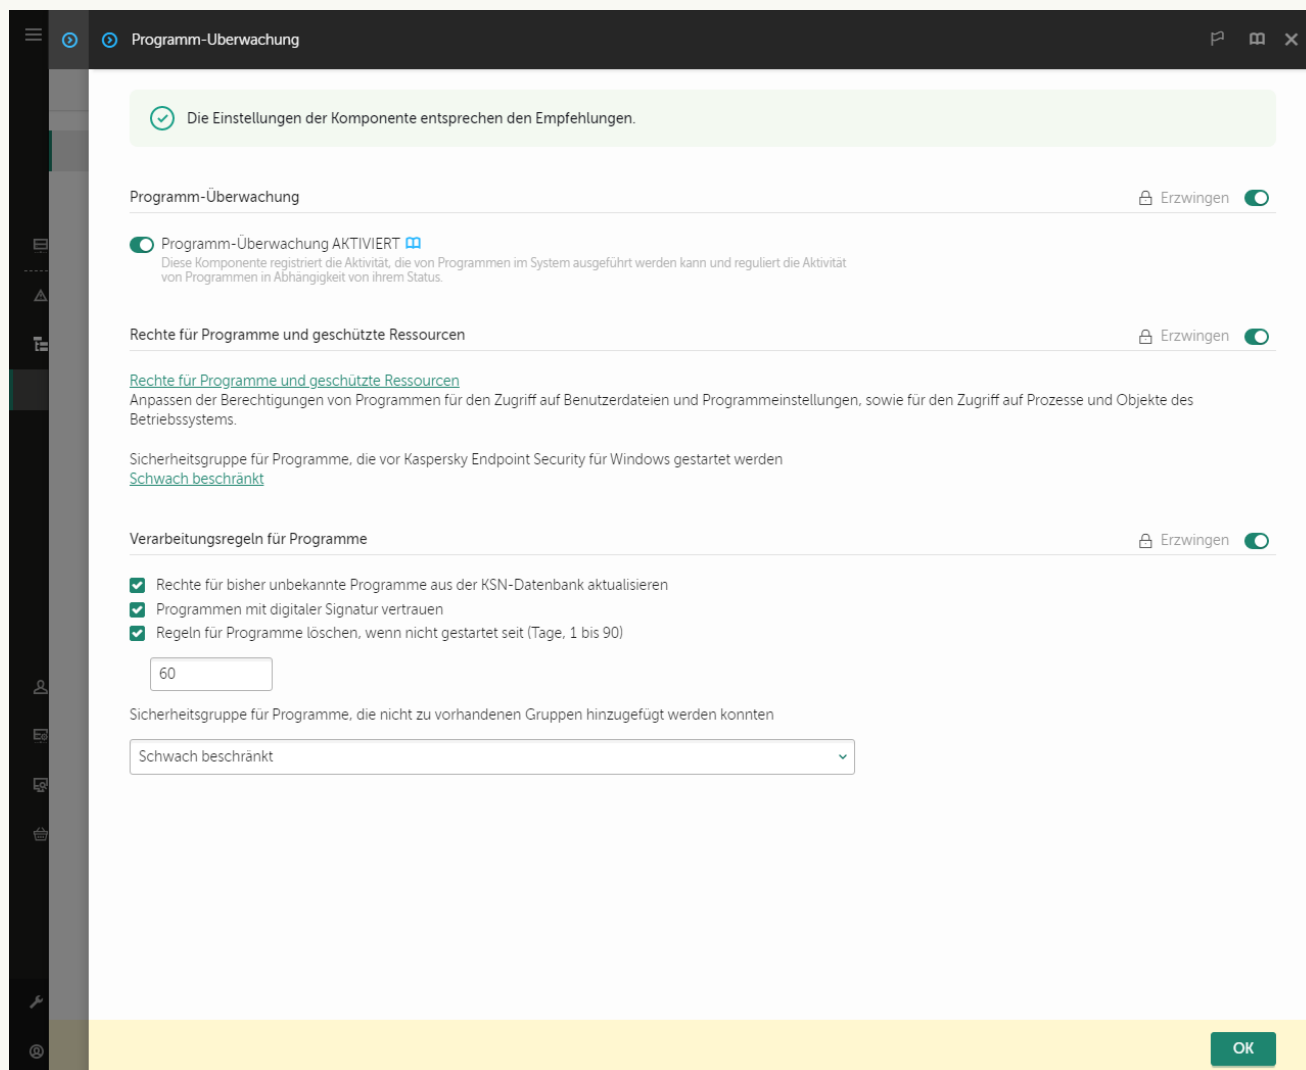 Programm-Überwachung
Die Einstellungen der Komponente entsprechen den Empfehlungen.
Programm-Überwachung
Erzwingen
Programm-Überwachung AKTIVIERT
Diese Komponente registriert die Aktivität, die von Programmen im System ausgeführt werden kann und reguliert die Aktivität
von Programmen in Abhängigkeit von ihrem Status.
Rechte für Programme und geschützte Ressourcen
Erzwingen
Rechte für Programme und geschützte Ressourcen
Anpassen der Berechtigungen von Programmen für den Zugriff auf Benutzerdateien und Programmeinstellungen, sowie für den Zugriff auf Prozesse und Objekte des
Betriebssystems.
Sicherheitsgruppe für Programme, die vor Kaspersky Endpoint Security für Windows gestartet werden
Schwach beschränkt
Verarbeitungsregeln für Programme
Erzwingen
Rechte für bisher unbekannte Programme aus der KSN-Datenbank aktualisieren
Programmen mit digitaler Signatur vertrauen
Regeln für Programme löschen, wenn nicht gestartet seit (Tage, 1 bis 90)
60
Sicherheitsgruppe für Programme, die nicht zu vorhandenen Gruppen hinzugefügt werden konnten
Schwach beschränkt
OK